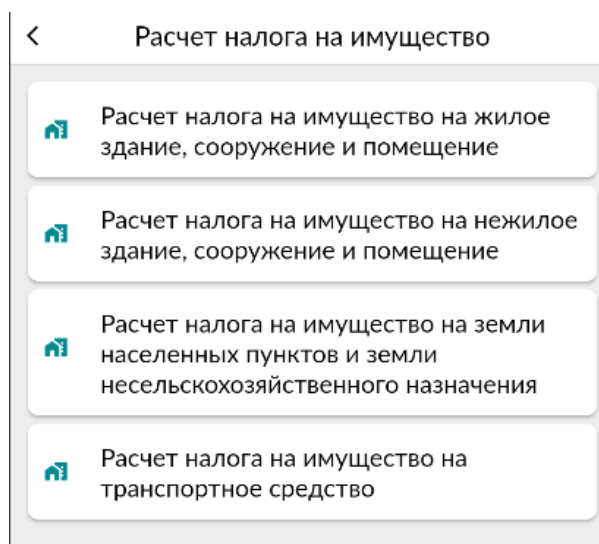 Расчет налога на имущество
Расчет налога на имущество на жилое
здание, сооружение и помещение
Расчет налога на имущество на нежилое
здание, сооружение и помещение
Расчет налога на имущество на земли
населенных пунктов и земли
несельскохозяйственного назначения
Расчет налога на имущество на
транспортное средство